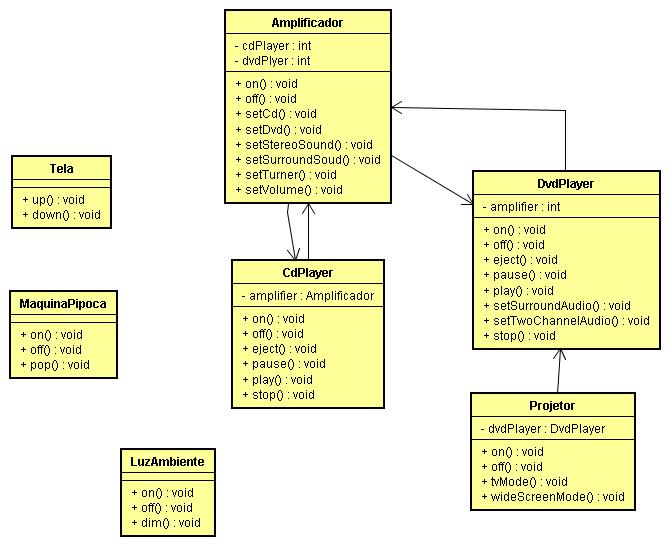 Amplificador
- cdPlayer : int
- dvdPlyer : int
+ on() : void
+ off() : void
+ setCd() : void
+ setDvd() : void
+ setStereoSound() : void
+ setSurroundSoud() : void
+ setTurner() : void
+ setVolume() : void
Tela
+ up() : void
+ down() : void
DvdPlayer
- amplifier : int
+ on() : void
+ off() : void
+ eject() : void
+ pause() : void
+ play() : void
+ setSurroundAudio() : void
+ setTwoChannelAudio() : void
+ stop() : void
CdPlayer
- amplifier : Amplificador
+ on() : void
+ off() : void
+ eject() : void
+ pause() : void
+ play() : void
+ stop() : void
MaquinaPipoca
+ on() : void
+ off() : void
+ pop() : void
Projetor
- dvdPlayer : DvdPlayer
+ on() : void
+ off() : void
+ tvMode() : void
+ wideScreenMode() : void
LuzAmbiente
+ on() : void
+ off() : void
+ dim() : void